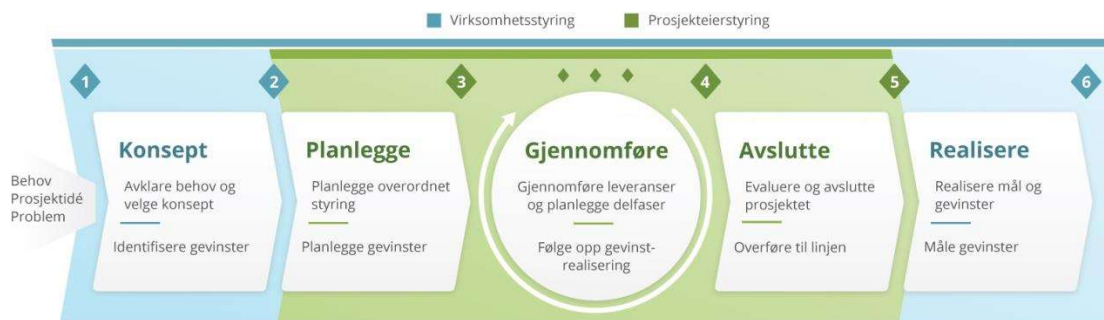 Virksomhetsstyring
Prosjekteierstyring
1
2
3
4
5
6
Behov
Prosjektidé
Problem
Konsept
Avklare behov og
velge konsept
Identifisere gevinster
Planlegge
Planlegge overordnet
styring
Planlegge gevinster
Gjennomføre
Gjennomføre leveranser
og planlegge delfaser
Følge opp gevinst-
realisering
Avslutte
Evaluere og avslutte
prosjektet
Overføre til linjen
Realisere
Realisere mål og
gevinster
Måle gevinster